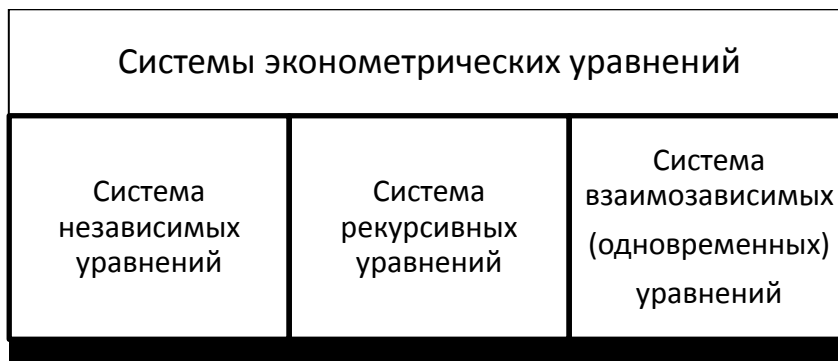 Системы эконометрических уравнений
Система
независимых
уравнений
Система
рекурсивных
уравнений
Система
взаимозависимых
(одновременных)
уравнений